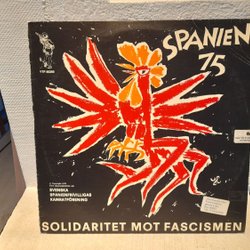 SPANIEN
75
SVENSKA
SPANIENFRIVILLIGAS
KAMRATFÖRENING
SOLIDARITET MOT FASCISMEN